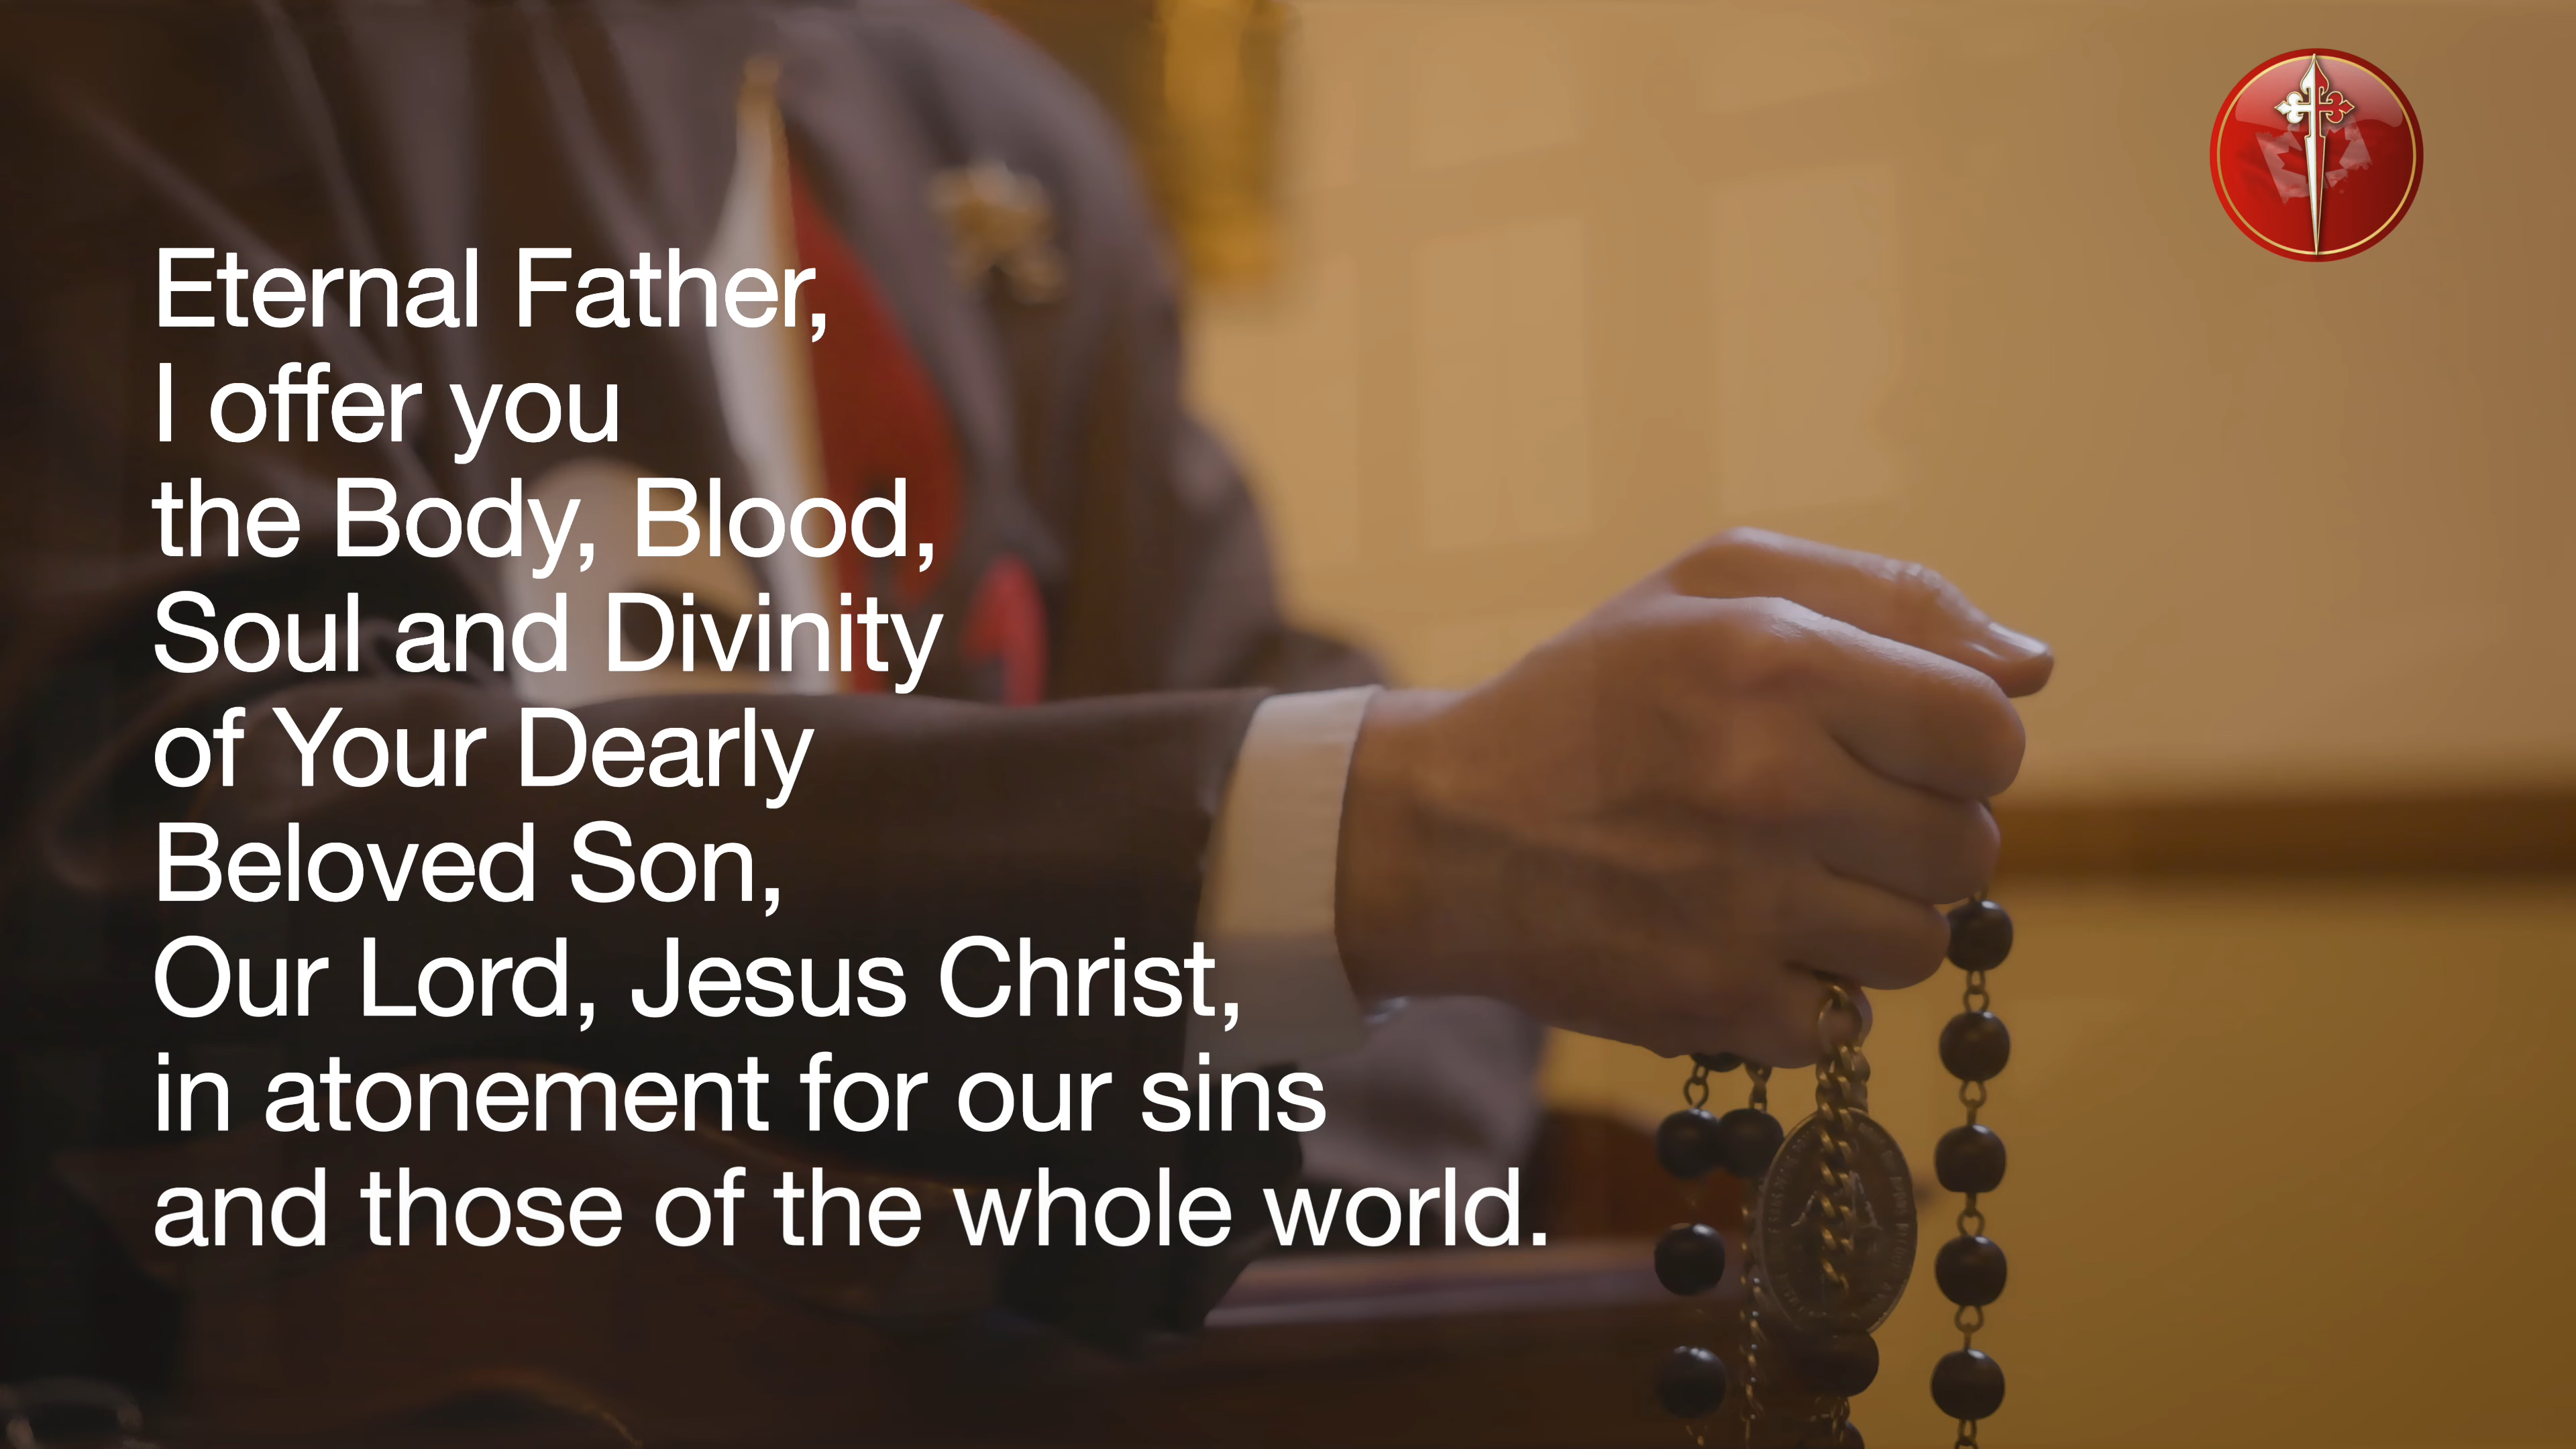 Eternal Father,
I offer you
the Body, Blood,
Soul and Divinity
of Your Dearly
Beloved Son,
Our Lord, Jesus Christ,
in atonement for our sins
and those of the whole world.